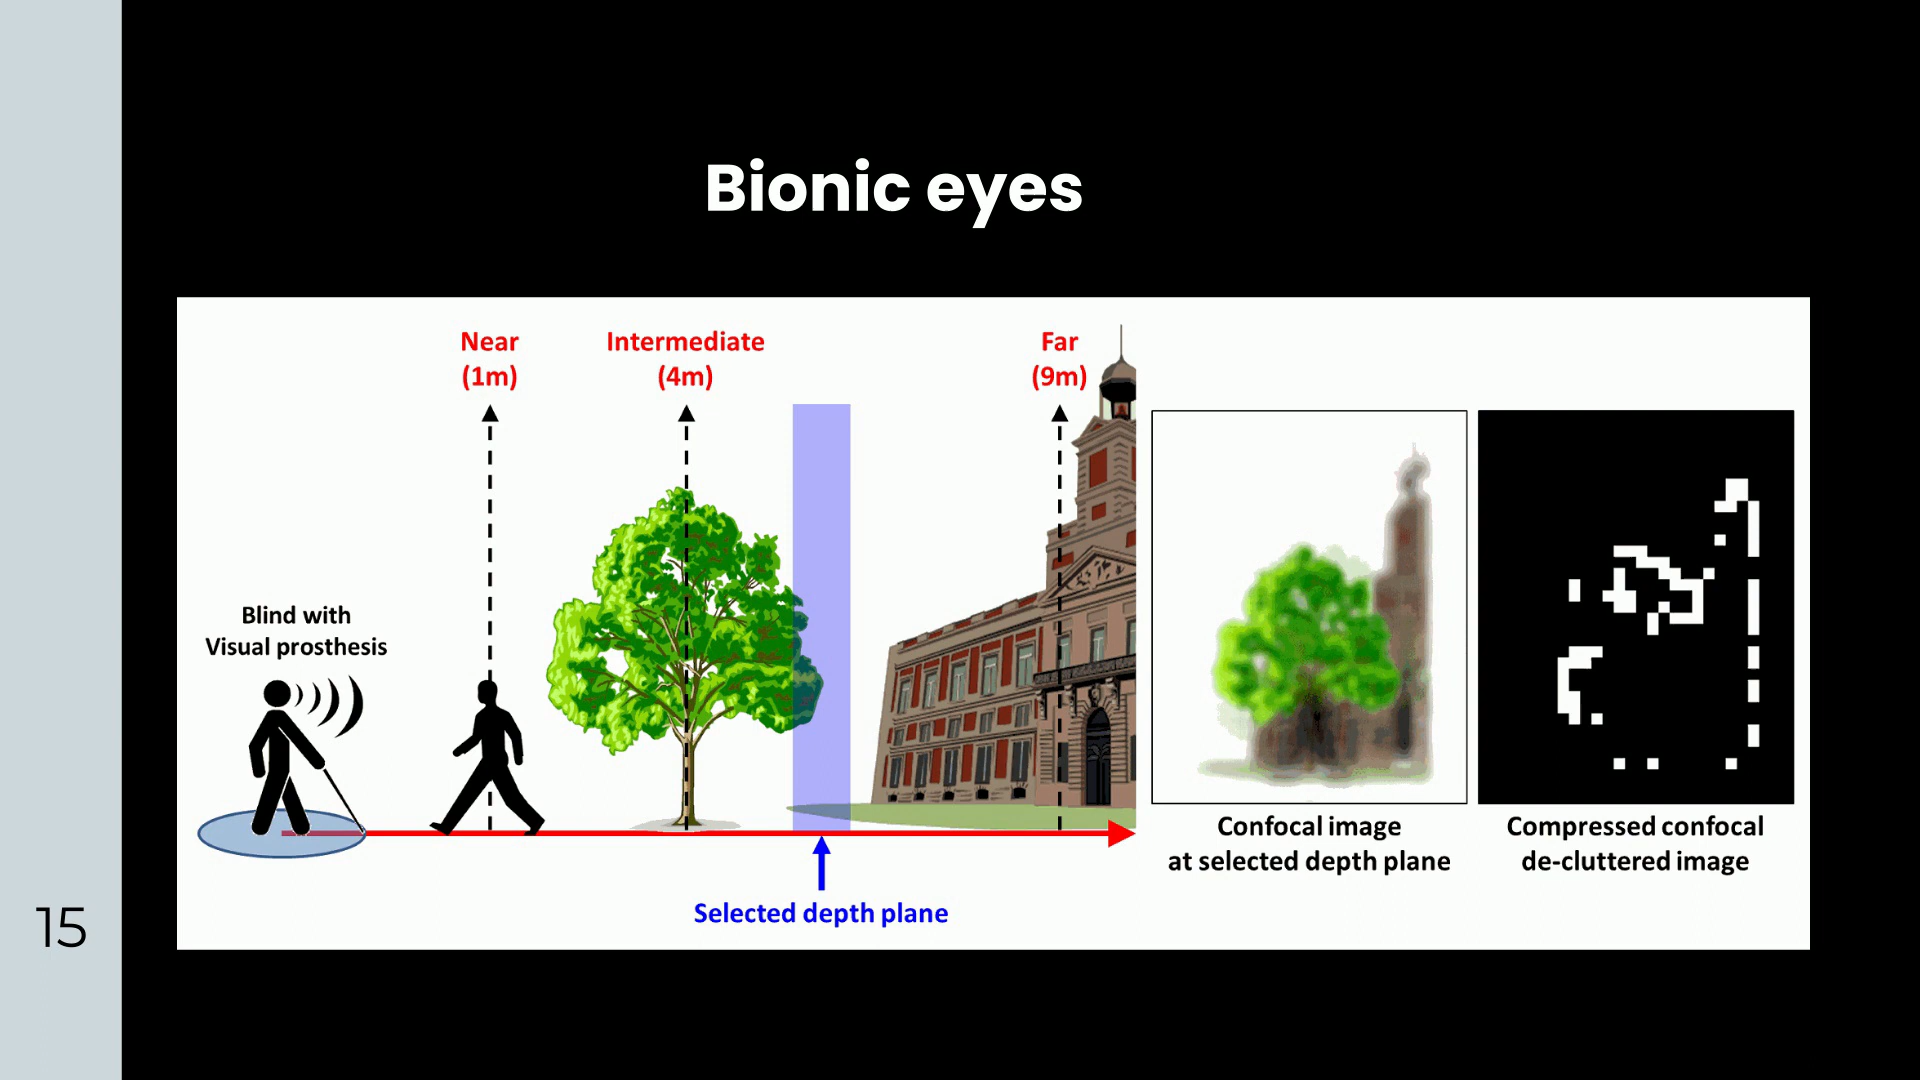 Bionic eyes
Near
(1m)
Intermediate
(4m)
Far
(9m)
Blind with
Visual prosthesis
Selected depth plane
Confocal image
at selected depth plane
Compressed confocal
de-cluttered image
15